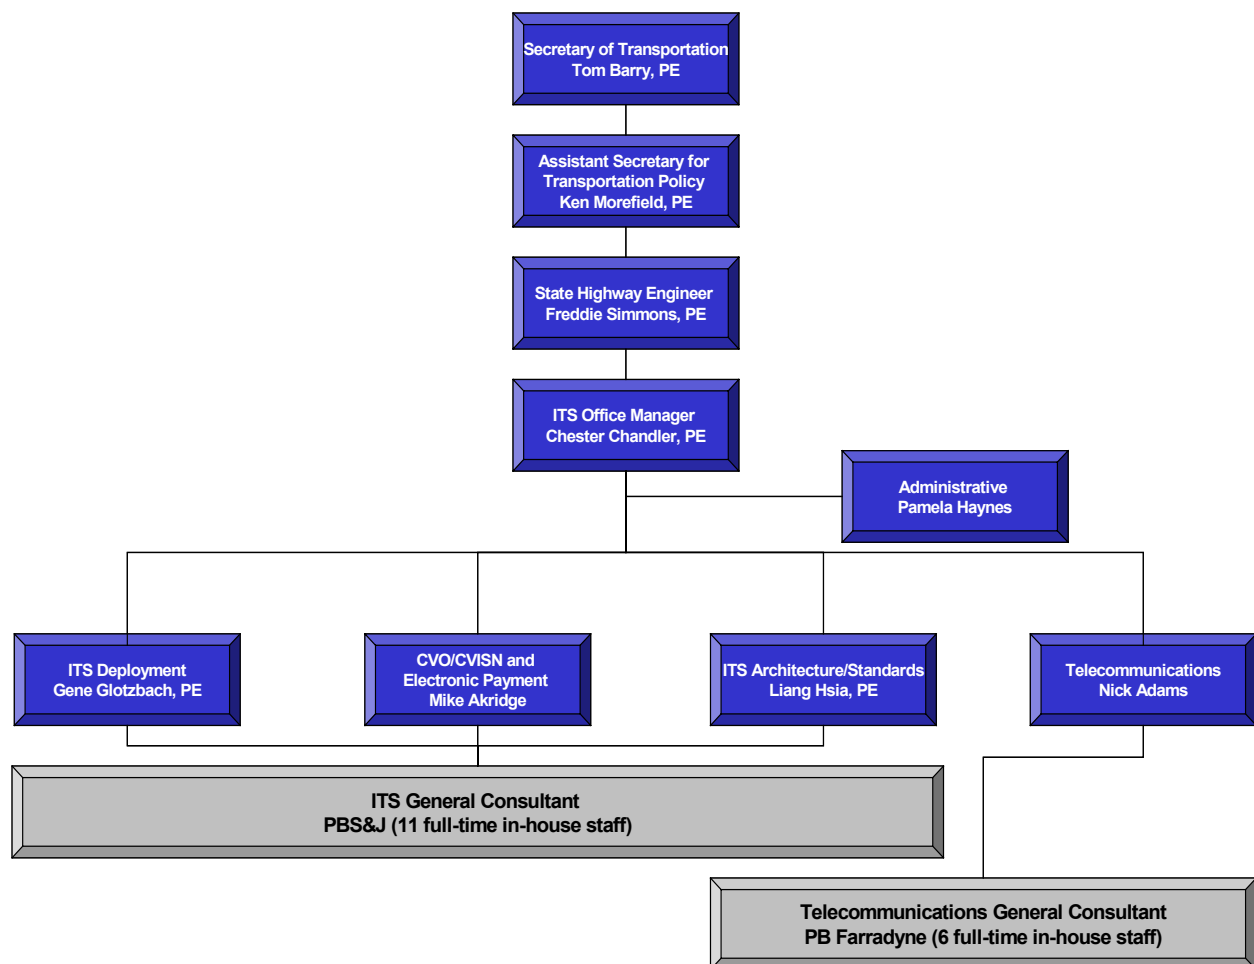 Secretary of Transportation
Tom Barry, PE
Assistant Secretary for
Transportation Policy
Ken Morefield, PE
State Highway Engineer
Freddie Simmons, PE
ITS Office Manager
Chester Chandler, PE
Administrative
Pamela Haynes
ITS Deployment
Gene Glotzbach, PE
CVO/CVISN and
Electronic Payment
Mike Akridge
ITS Architecture/Standards
Liang Hsia, PE
Telecommunications
Nick Adams
ITS General Consultant
PBS&J (11 full-time in-house staff)
Telecommunications General Consultant
PB Farradyne (6 full-time in-house staff)